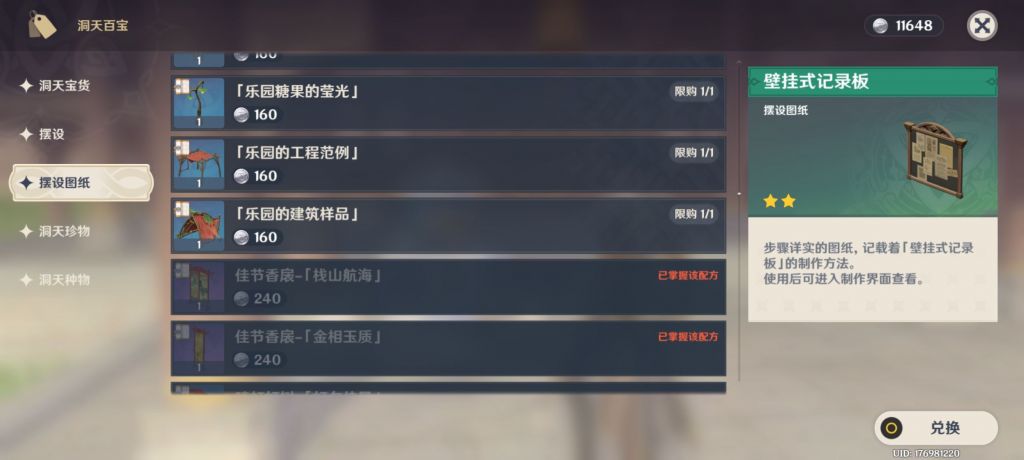 洞天百宝
11648
洞天宝货
摆设
摆设图纸
洞天珍物
洞天种物
1
160
「乐园糖果的莹光」
限购 1/1
160
1
「乐园的工程范例」
限购 1/1
160
1
「乐园的建筑样品」
限购 1/1
160
1
佳节香扆-「栈山航海」
已掌握该配方
240
1
佳节香扆-「金相玉质」
已掌握该配方
240
1
壁挂式记录板
摆设图纸
步骤详实的图纸，记载着「壁挂式记录
板」的制作方法。
使用后可进入制作界面查看。
兑换
UID: 176981220